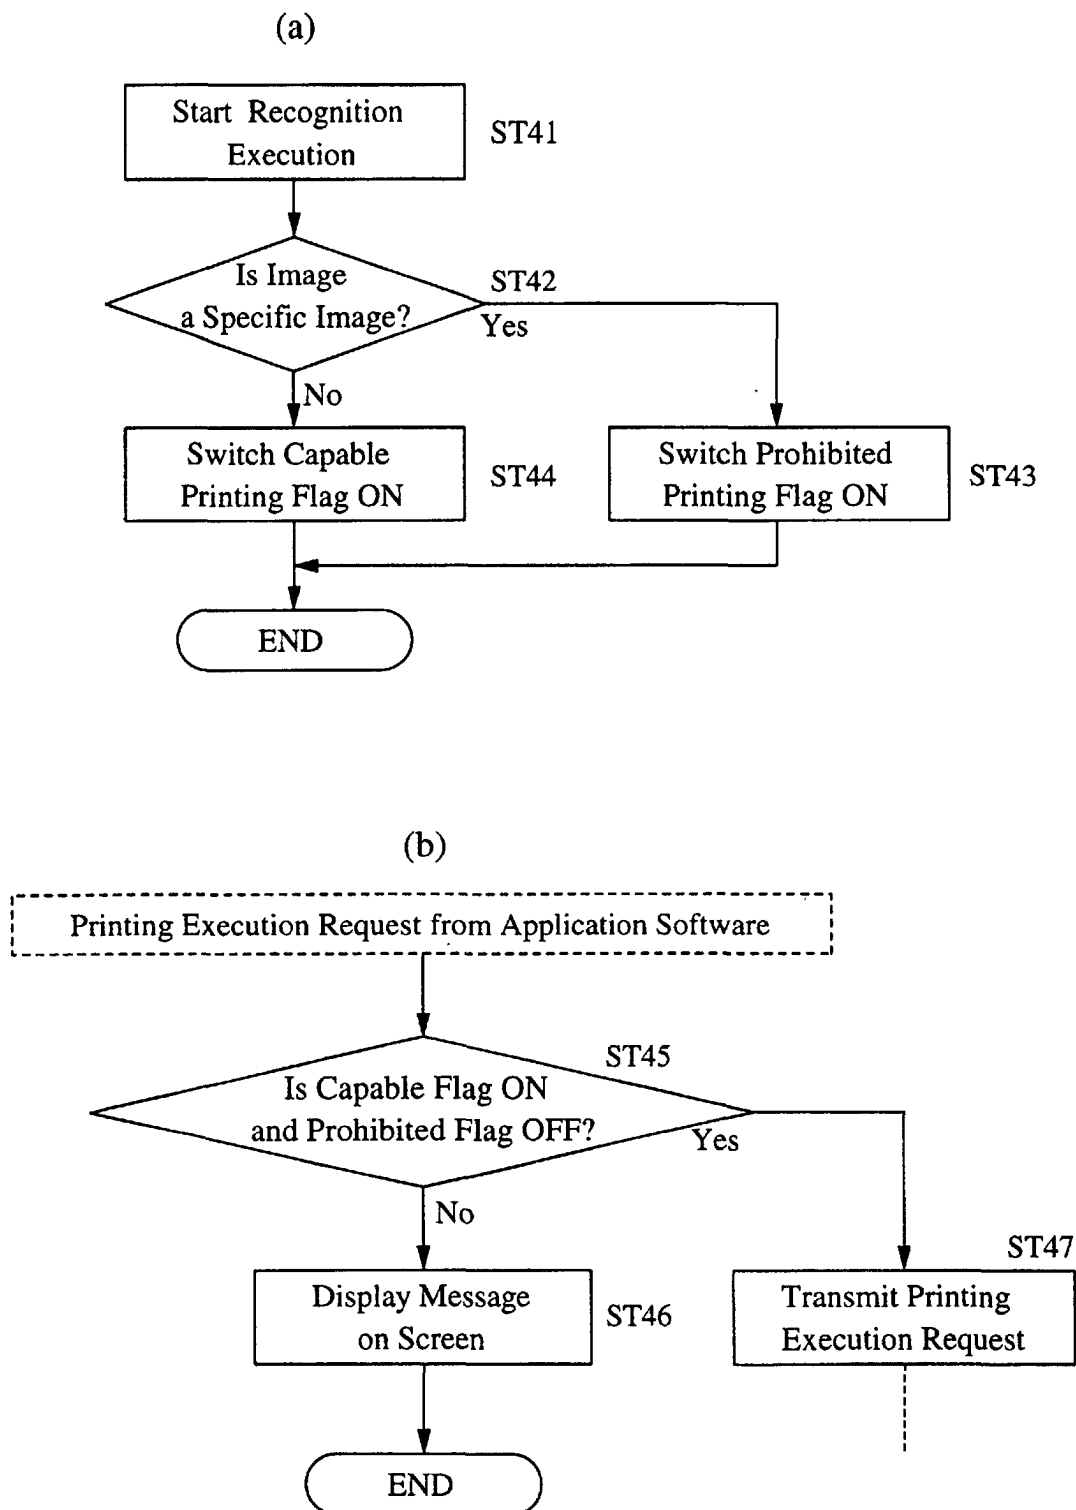 (a)
Start Recognition
Execution
ST41
Is Image
a Specific Image?
ST42
Yes
No
Switch Capable
Printing Flag ON
ST44
Switch Prohibited
Printing Flag ON
ST43
END
(b)
Printing Execution Request from Application Software
ST45
Is Capable Flag ON
and Prohibited Flag OFF?
Yes
No
ST47
Display Message
on Screen
ST46
Transmit Printing
Execution Request
END